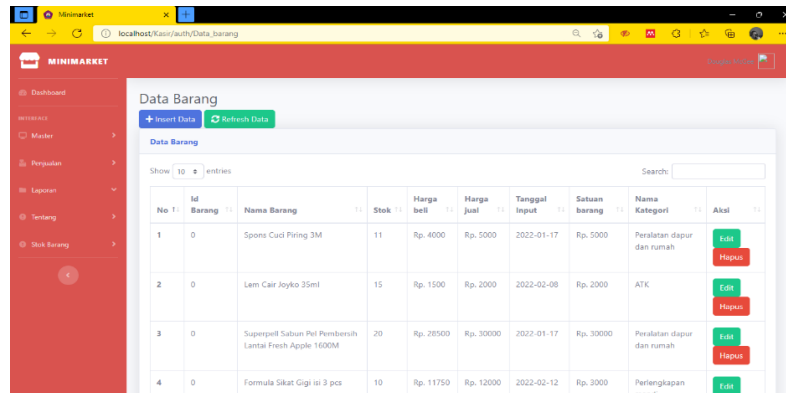 Minimarket
localhost/Kasir/auth/Data_barang
MINIMARKET
Dashboard
INTERFACE
Master
Penjualan
Laporan
Tentang
Stok Barang
Data Barang
+ Insert Data Refresh Data
Data Barang
Show 10 entries Search:
No Id Barang Nama Barang Stok Harga beli Harga jual Tanggal Input Satuan barang Nama Kategori Aksi
1 0 Spons Cuci Piring 3M 11 Rp. 4000 Rp. 5000 2022-01-17 Rp. 5000 Peralatan dapur dan rumah Edit Hapus
2 0 Lem Cair Joyko 35ml 15 Rp. 1500 Rp. 2000 2022-02-08 Rp. 2000 ATK Edit Hapus
3 0 Superpell Sabun Pel Pembersih Lantai Fresh Apple 1600M 20 Rp. 28500 Rp. 30000 2022-01-17 Rp. 30000 Peralatan dapur dan rumah Edit Hapus
4 0 Formula Sikat Gigi isi 3 pcs 10 Rp. 11750 Rp. 12000 2022-02-12 Rp. 3000 Perlengkapan Edit